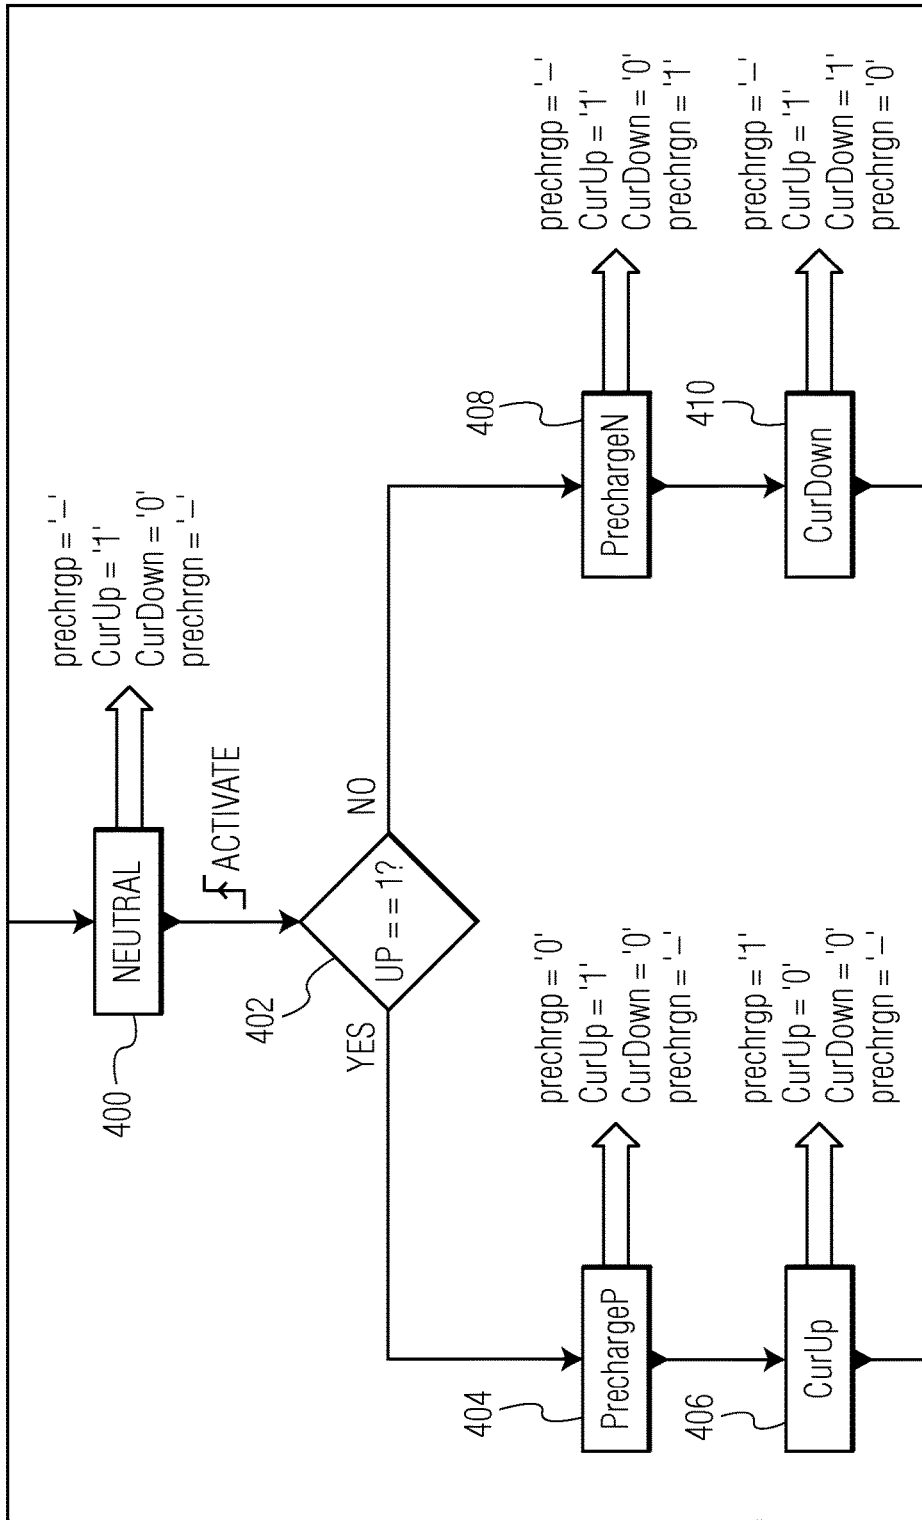 NEUTRAL
400
prechrgp = '–'
CurUp = '1'
CurDown = '0'
prechrgn = '–'
ACTIVATE
402
UP = = 1?
YES
NO
404
PrechargeP
prechrgp = '0'
CurUp = '1'
CurDown = '0'
prechrgn = '–'
406
CurUp
prechrgp = '1'
CurUp = '0'
CurDown = '0'
prechrgn = '–'
408
PrechargeN
prechrgp = '–'
CurUp = '1'
CurDown = '0'
prechrgn = '1'
410
CurDown
prechrgp = '–'
CurUp = '1'
CurDown = '1'
prechrgn = '0'